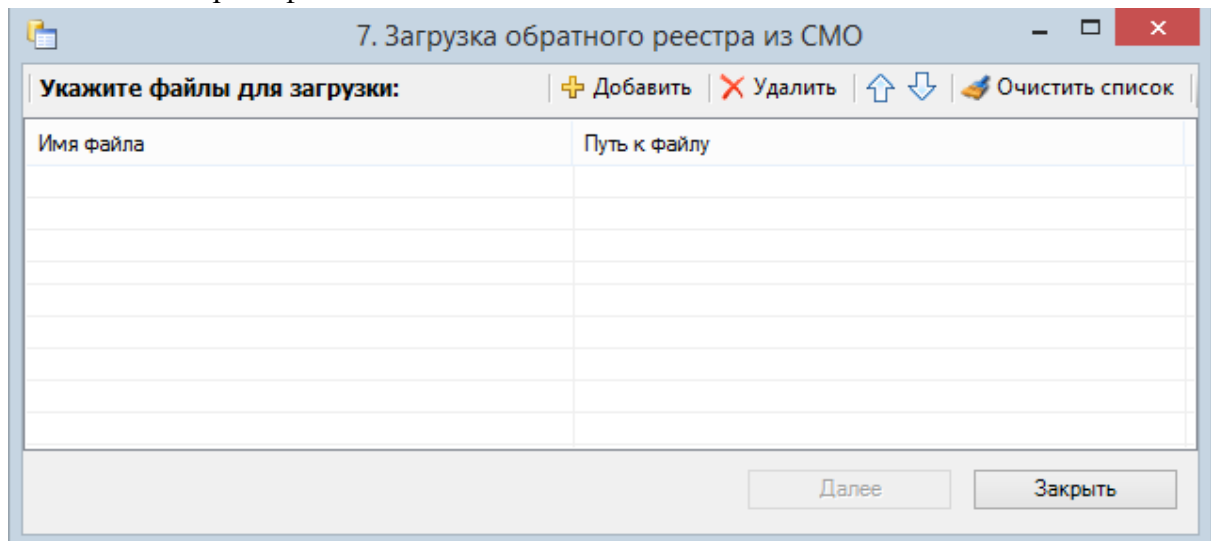 7. Загрузка обратного реестра из СМО
Укажите файлы для загрузки: Добавить Удалить Очистить список
Имя файла Путь к файлу
Далее Закрыть